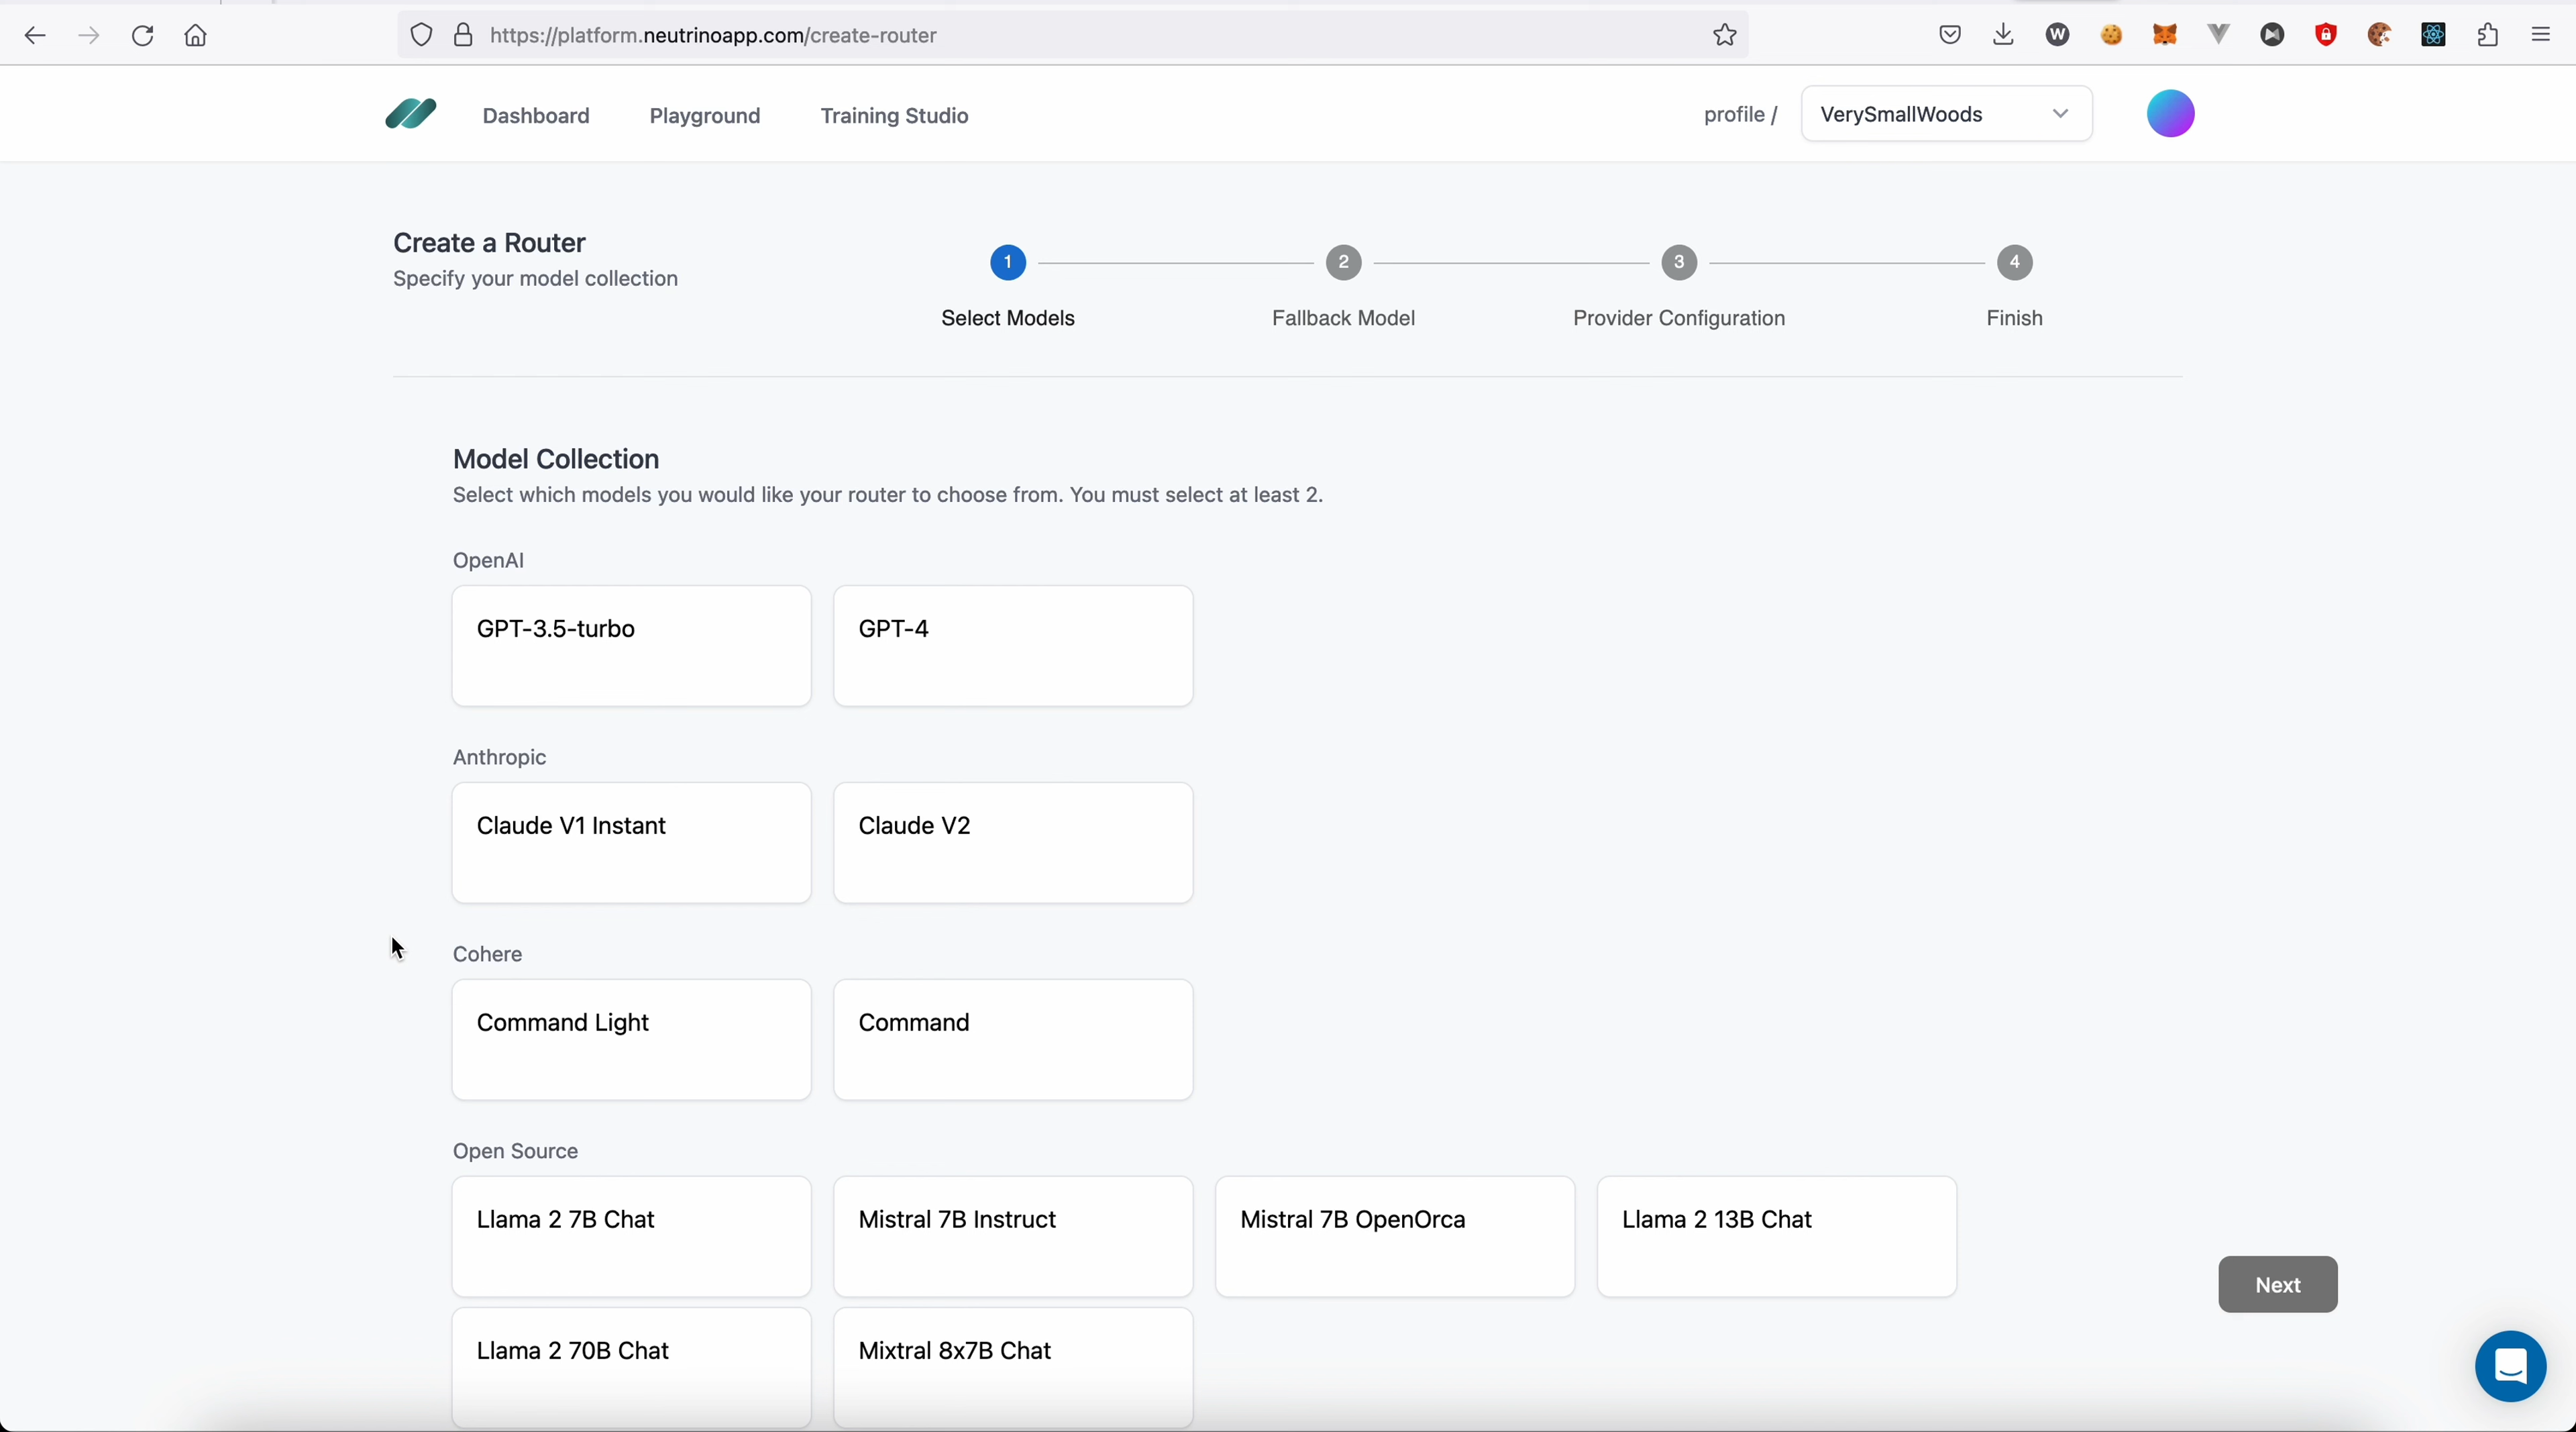 https://platform.neutrinoapp.com/create-router
W
Dashboard
Playground
Training Studio
profile /
VerySmallWoods
Create a Router
Specify your model collection
1
2
3
4
Select Models
Fallback Model
Provider Configuration
Finish
Model Collection
Select which models you would like your router to choose from. You must select at least 2.
OpenAI
GPT-3.5-turbo
GPT-4
Anthropic
Claude V1 Instant
Claude V2
Cohere
Command Light
Command
Open Source
Llama 2 7B Chat
Mistral 7B Instruct
Mistral 7B OpenOrca
Llama 2 13B Chat
Next
Llama 2 70B Chat
Mixtral 8x7B Chat